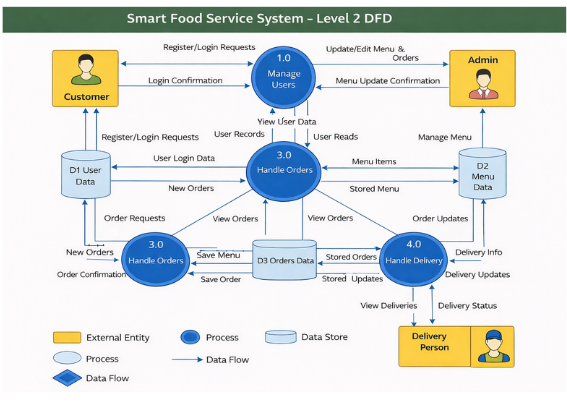 Smart Food Service System – Level 2 DFD
Register/Login Requests
Update/Edit Menu &
Orders
1.0
Manage
Users
Admin
Customer
Login Confirmation
Menu Update Confirmation
Yiew User Data
Register/Login Requests
User Records
User Reads
Manage Menu
D1 User
Data
User Login Data
New Orders
3.0
Handle Orders
Menu Items
Stored Menu
D2
Menu
Data
Order Requests
View Orders
View Orders
Order Updates
New Orders
Order Confirmation
3.0
Handle Orders
Save Menu
Save Order
D3 Orders Data
Stored Orders
Stored Updates
4.0
Handle Delivery
Delivery Info
Delivery Updates
View Deliveries
Delivery Status
Delivery
Person
External Entity
Process
Data Store
Process
Data Flow
Data Flow